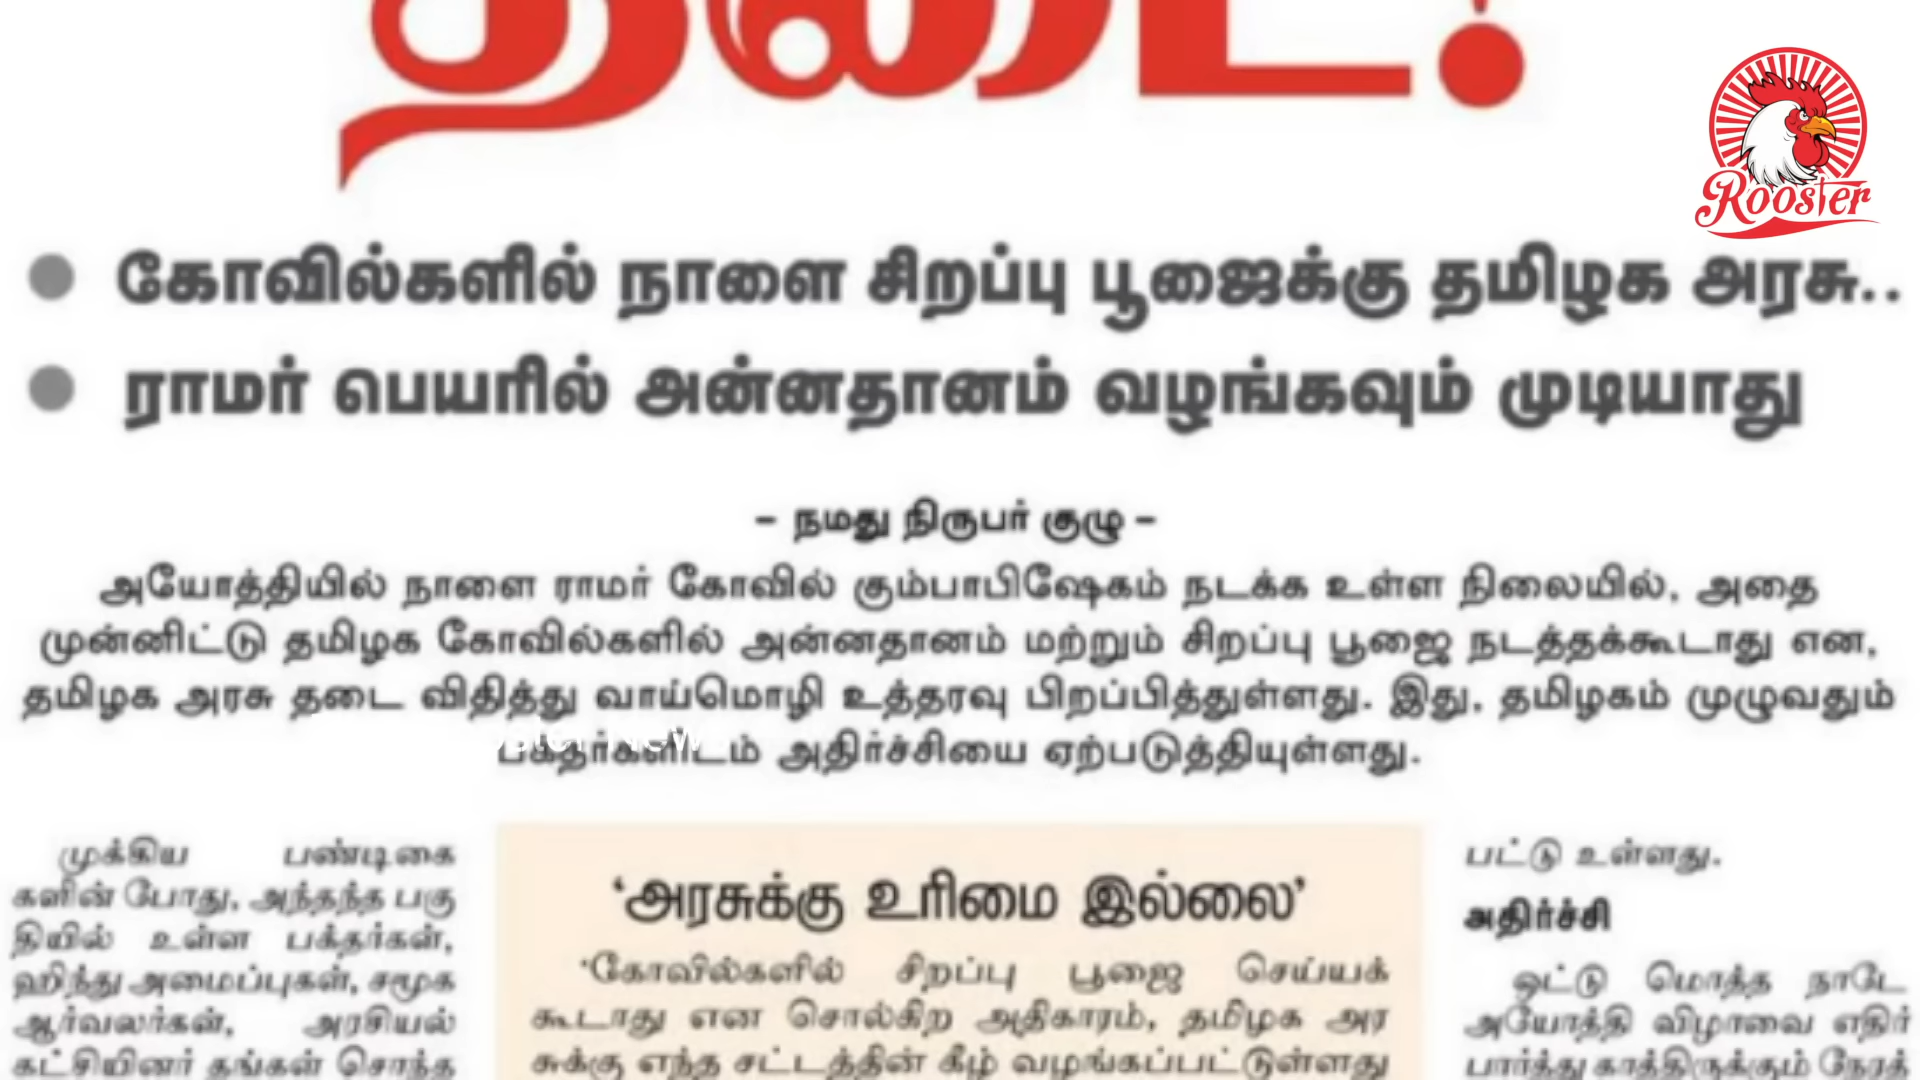 தடை!
Rooster
● கோவில்களில் நாளை சிறப்பு பூஜைக்கு தமிழக அரசு..
● ராமர் பெயரில் அன்னதானம் வழங்கவும் முடியாது
– நமது நிருபர் குழு –
அயோத்தியில் நாளை ராமர் கோவில் கும்பாபிஷேகம் நடக்க உள்ள நிலையில், அதை
முன்னிட்டு தமிழக கோவில்களில் அன்னதானம் மற்றும் சிறப்பு பூஜை நடத்தக்கூடாது என,
தமிழக அரசு தடை விதித்து வாய்மொழி உத்தரவு பிறப்பித்துள்ளது. இது, தமிழகம் முழுவதும்
பக்தர்களிடம் அதிர்ச்சியை ஏற்படுத்தியுள்ளது.
முக்கிய பண்டிகை
களின் போது, அந்தந்த பகு
தியில் உள்ள பக்தர்கள்,
ஹிந்து அமைப்புகள், சமூக
ஆர்வலர்கள், அரசியல்
கட்சியினர் தங்கள் சொந்த
'அரசுக்கு உரிமை இல்லை'
'கோவில்களில் சிறப்பு பூஜை செய்யக்
கூடாது என சொல்கிற அதிகாரம், தமிழக அர
சுக்கு எந்த சட்டத்தின் கீழ் வழங்கப்பட்டுள்ளது
பட்டு உள்ளது.
அதிர்ச்சி
ஒட்டு மொத்த நாடே
அயோத்தி விழாவை எதிர்
பார்த்து காத்திருக்கும் நேரத்